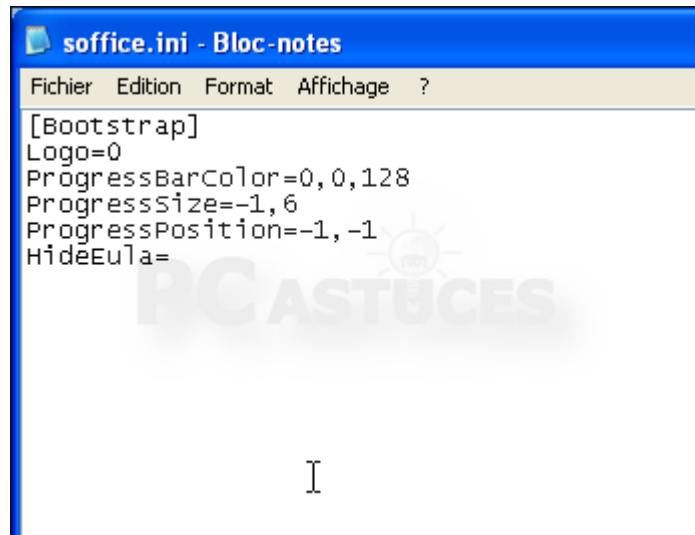 soffice.ini - Bloc-notes
Fichier Edition Format Affichage ?
[Bootstrap]
Logo=0
ProgressBarColor=0,0,128
ProgressSize=-1,6
ProgressPosition=-1,-1
HideEula=
PC ASTUCES